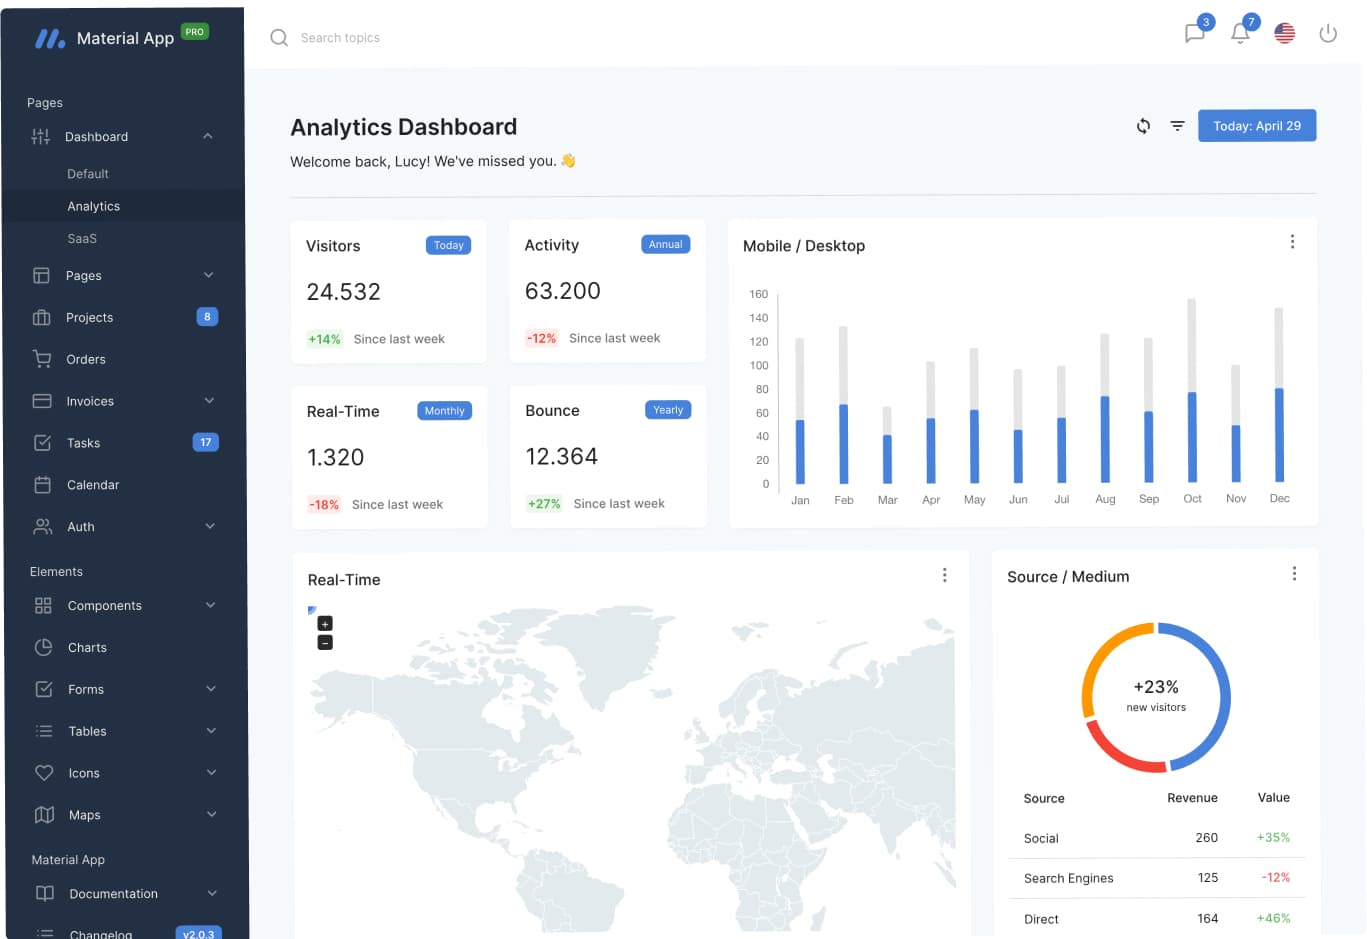 Material App PRO
Search topics
3
7
Pages
Dashboard
Default
Analytics
SaaS
Pages
Projects 8
Orders
Invoices
Tasks 17
Calendar
Auth
Elements
Components
Charts
Forms
Tables
Icons
Maps
Material App
Documentation
Changelog v2.0.3
Analytics Dashboard
Welcome back, Lucy! We've missed you. 👋
Today: April 29
Visitors Today
24.532
+14% Since last week
Activity Annual
63.200
-12% Since last week
Real-Time Monthly
1.320
-18% Since last week
Bounce Yearly
12.364
+27% Since last week
Mobile / Desktop
160
140
120
100
80
60
40
20
0
Jan Feb Mar Apr May Jun Jul Aug Sep Oct Nov Dec
Real-Time
+
−
Source / Medium
+23%
new visitors
Source Revenue Value
Social 260 +35%
Search Engines 125 -12%
Direct 164 +46%